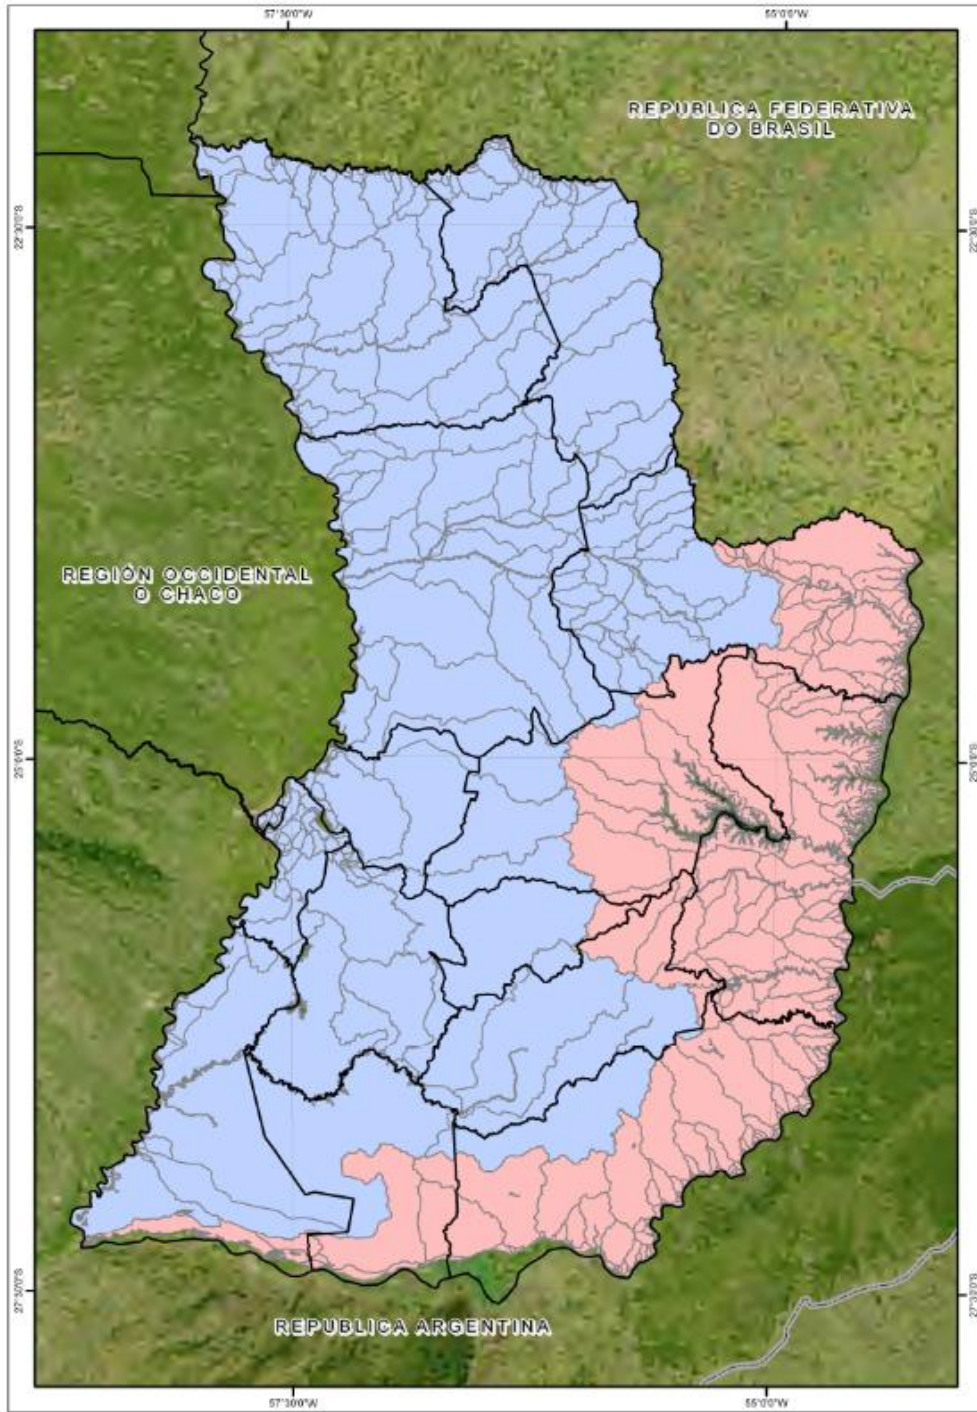 57°30'0"W
55°0'0"W
REPUBLICA FEDERATIVA
DO BRASIL
22°30'0"S
22°30'0"S
REGIÓN OCCIDENTAL
O CHACO
25°0'0"S
25°0'0"S
27°30'0"S
27°30'0"S
REPUBLICA ARGENTINA
57°30'0"W
55°0'0"W